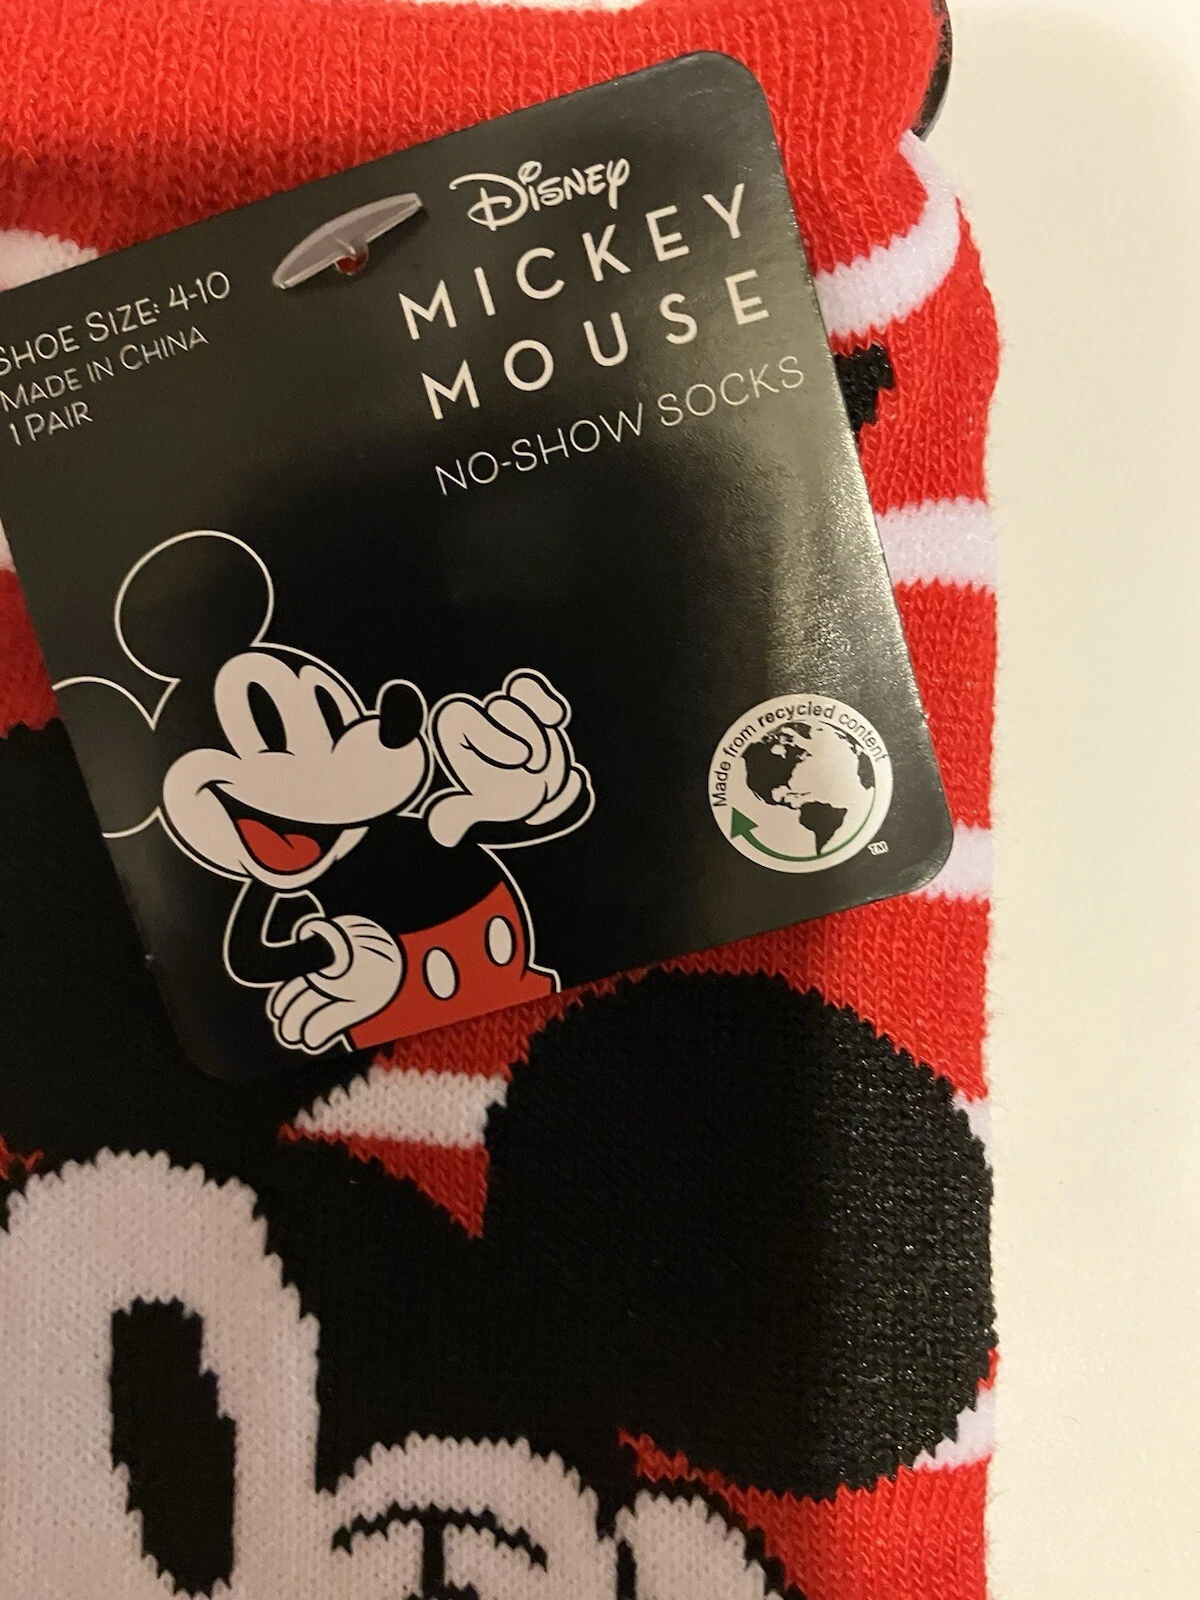 Disney
MICKEY
MOUSE
NO-SHOW SOCKS
SHOE SIZE: 4-10
MADE IN CHINA
1 PAIR
Made from recycled content
TM